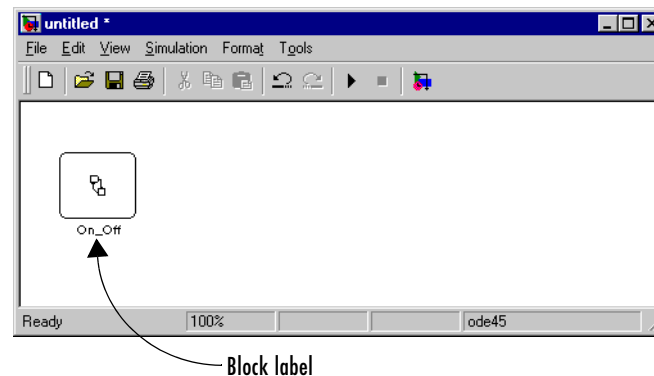 untitled *
File Edit View Simulation Format Tools
On_Off
Ready 100% ode45
Block label